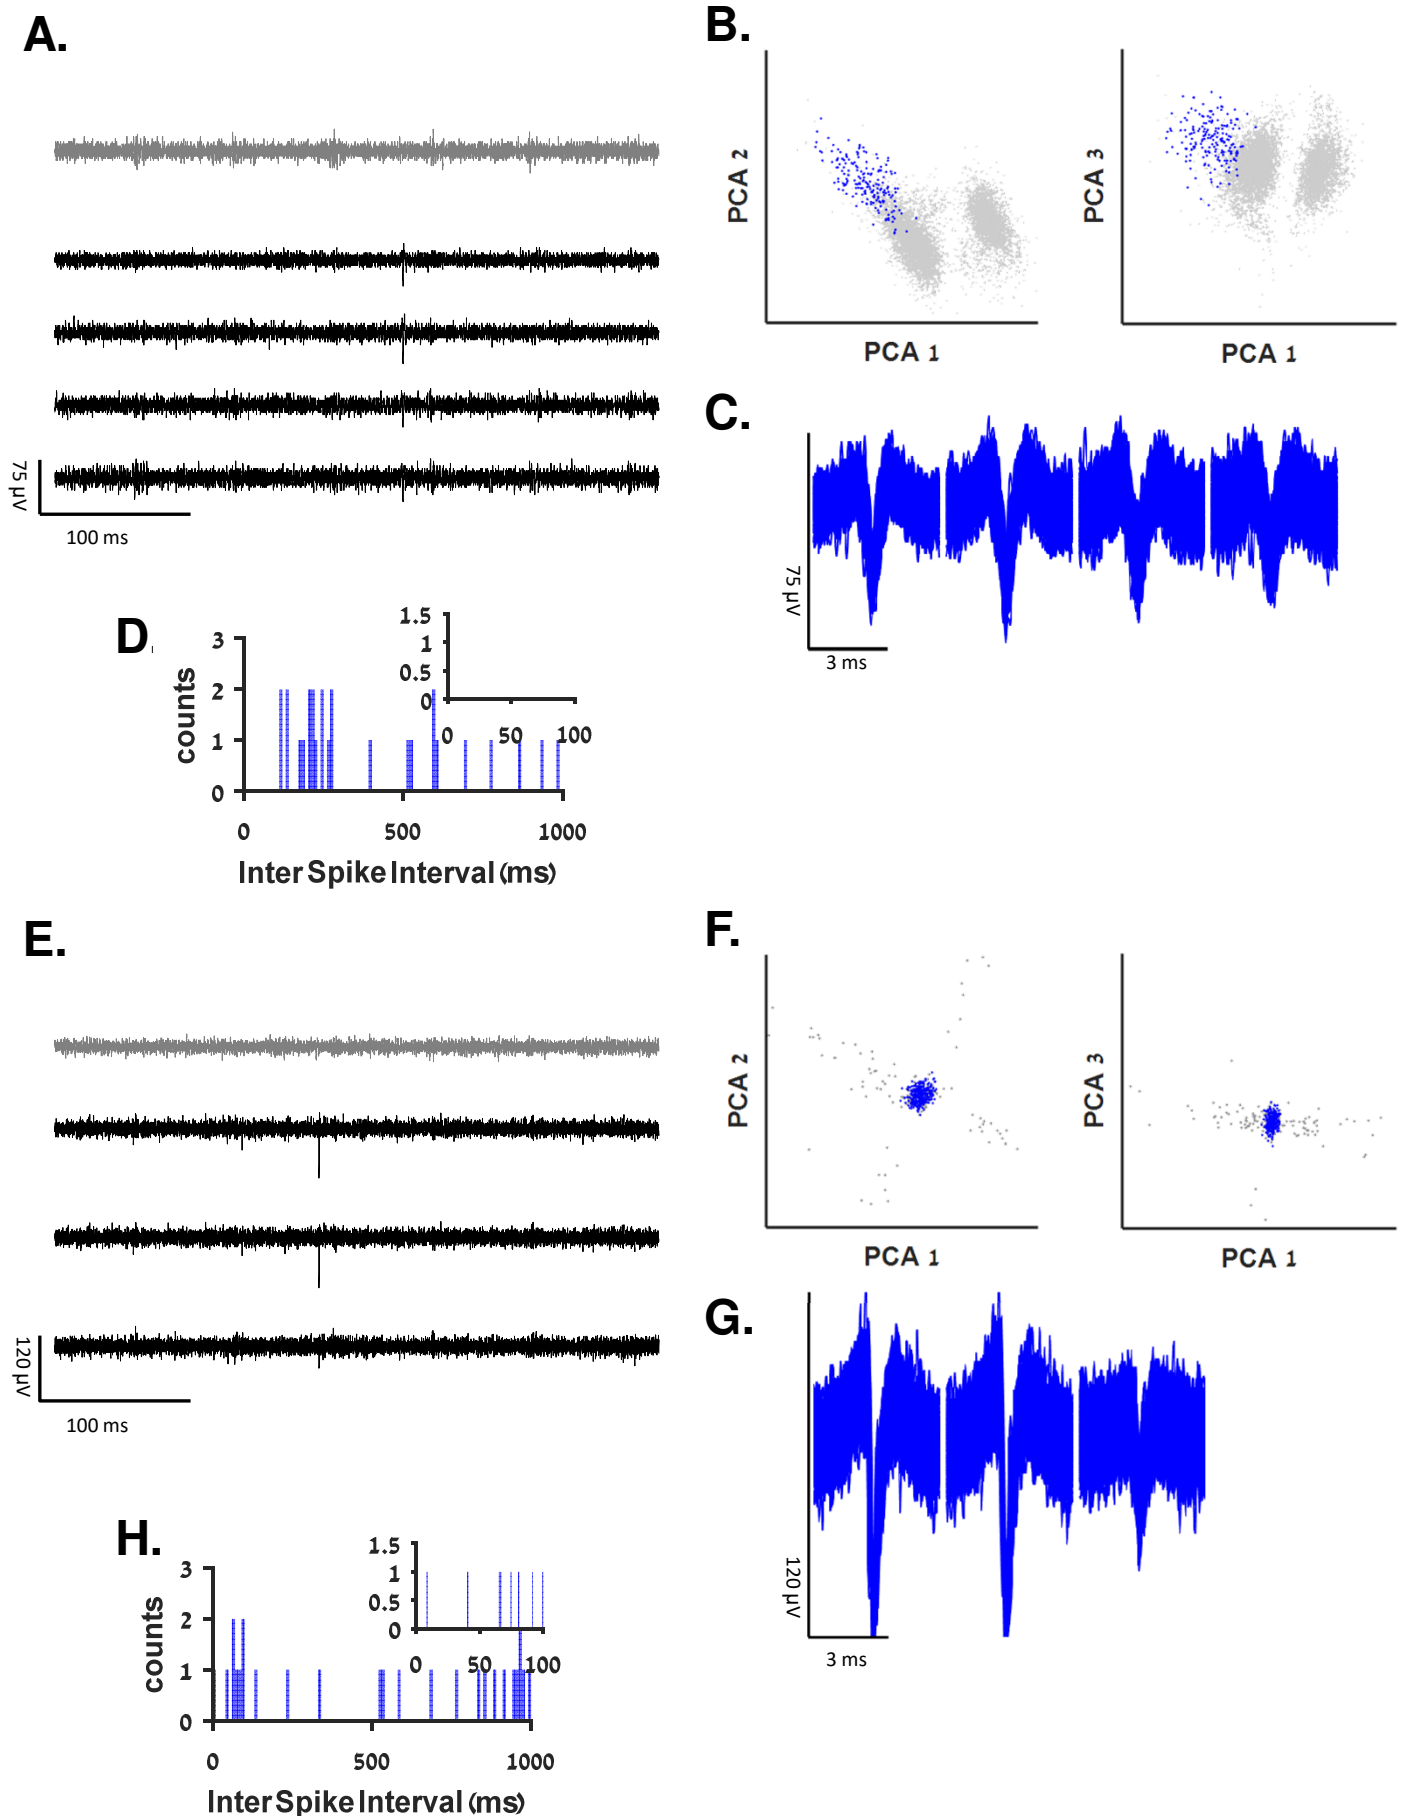 A.
75 µV
100 ms
B.
PCA 2
PCA 1
PCA 3
PCA 1
C.
75 µV
3 ms
D.
counts
3
2
1
0
0 500 1000
Inter Spike Interval (ms)
1.5
1
0.5
0
0 50 100
E.
120 µV
100 ms
F.
PCA 2
PCA 1
PCA 3
PCA 1
G.
120 µV
3 ms
H.
counts
3
2
1
0
0 500 1000
Inter Spike Interval (ms)
1.5
1
0.5
0
0 50 100